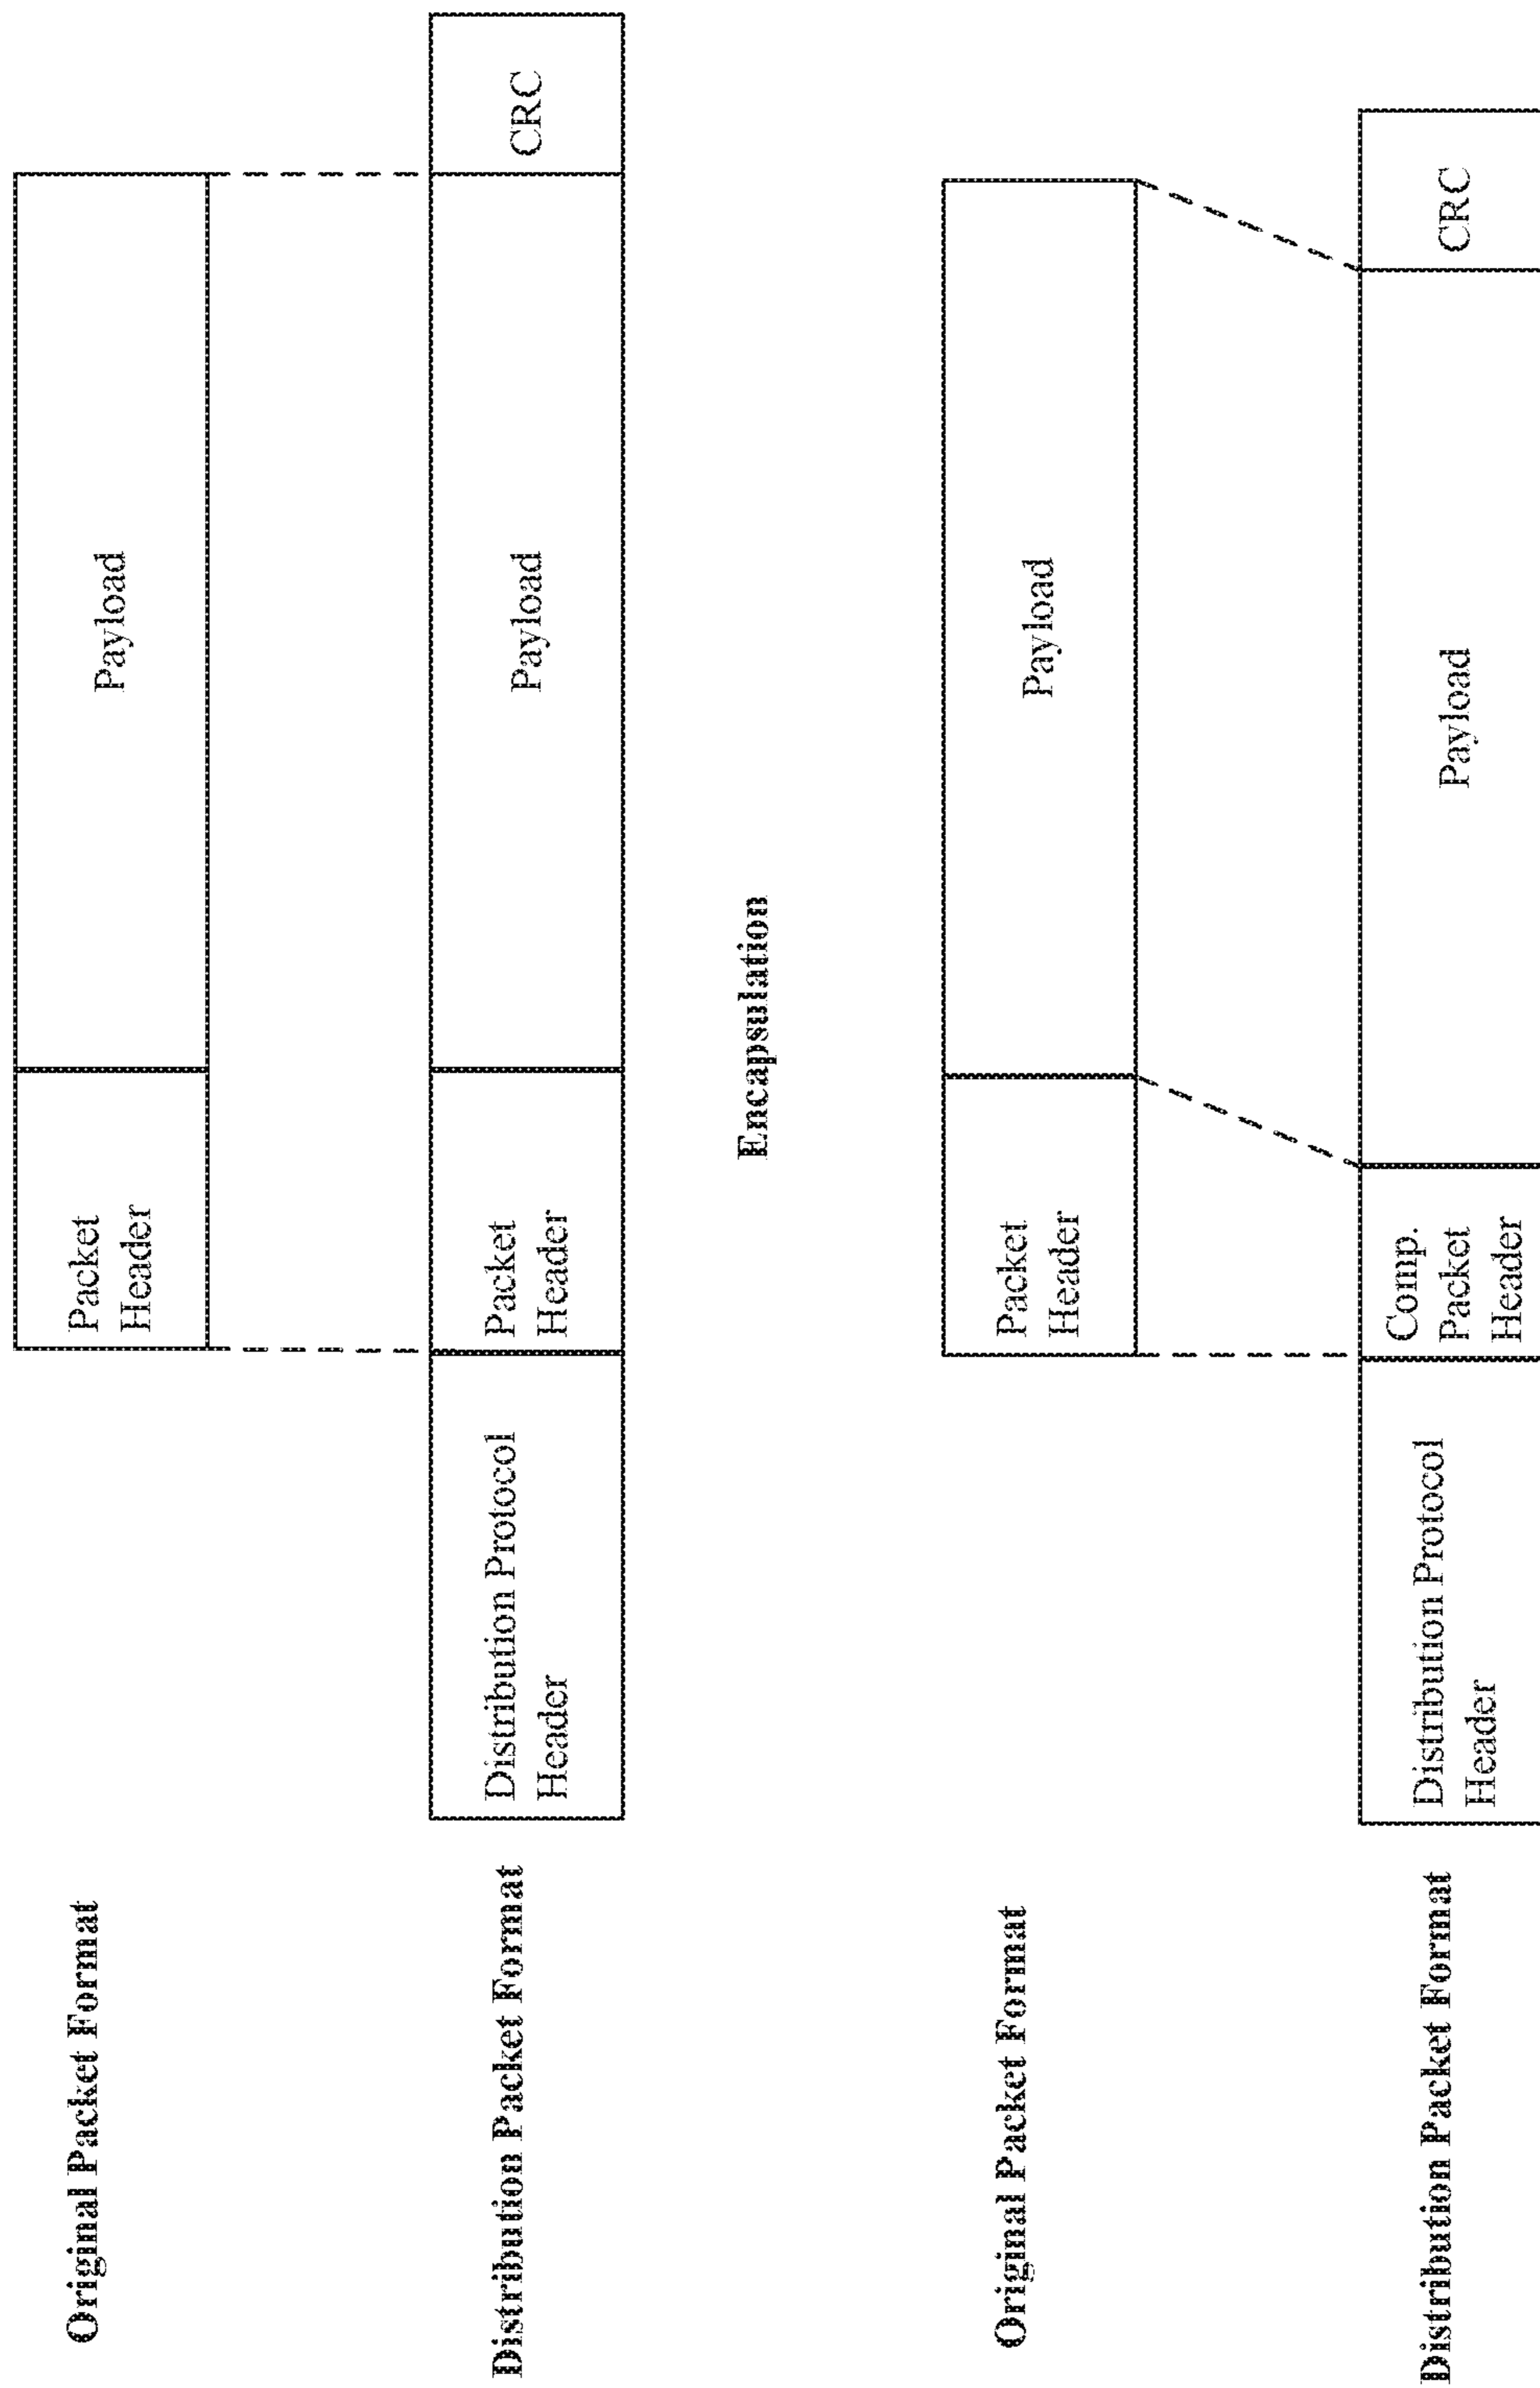 Original Packet Format
Packet
Header
Payload
Distribution Packet Format
Distribution Protocol
Header
Packet
Header
Payload
CRC
Encapsulation
Original Packet Format
Packet
Header
Payload
Distribution Packet Format
Distribution Protocol
Header
Comp.
Packet
Header
Payload
CRC